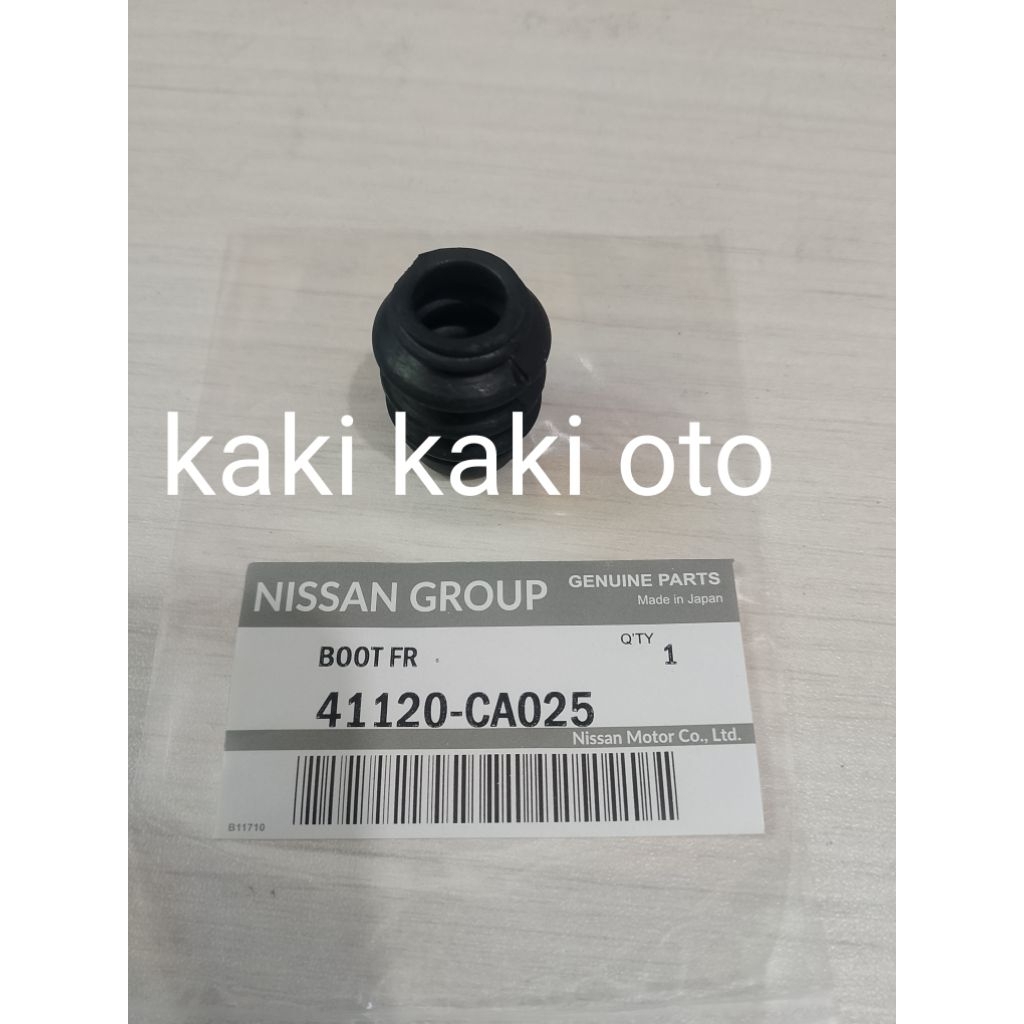 kaki kaki oto
NISSAN GROUP
GENUINE PARTS
Made in Japan
BOOT FR
Q'TY 1
41120-CA025
Nissan Motor Co., Ltd.
B11710